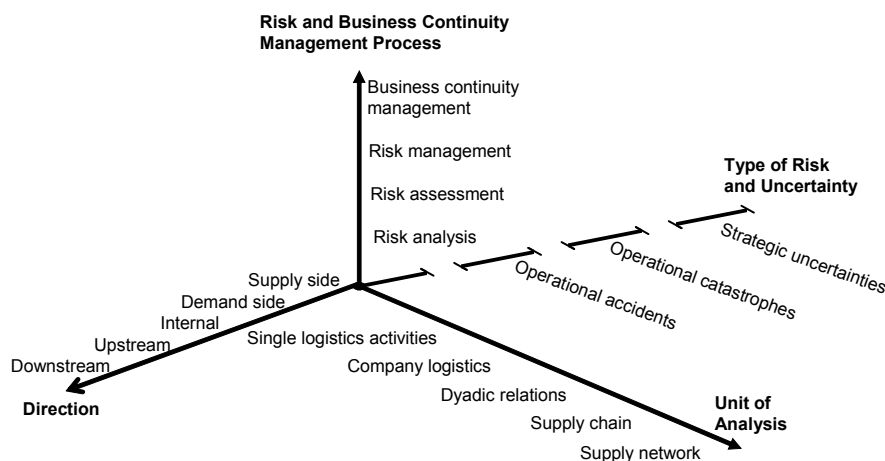 Risk and Business Continuity
Management Process
Business continuity
management
Risk management
Risk assessment
Risk analysis
Type of Risk
and Uncertainty
Strategic uncertainties
Operational catastrophes
Operational accidents
Supply side
Demand side
Internal
Upstream
Downstream
Direction
Single logistics activities
Company logistics
Dyadic relations
Supply chain
Supply network
Unit of
Analysis